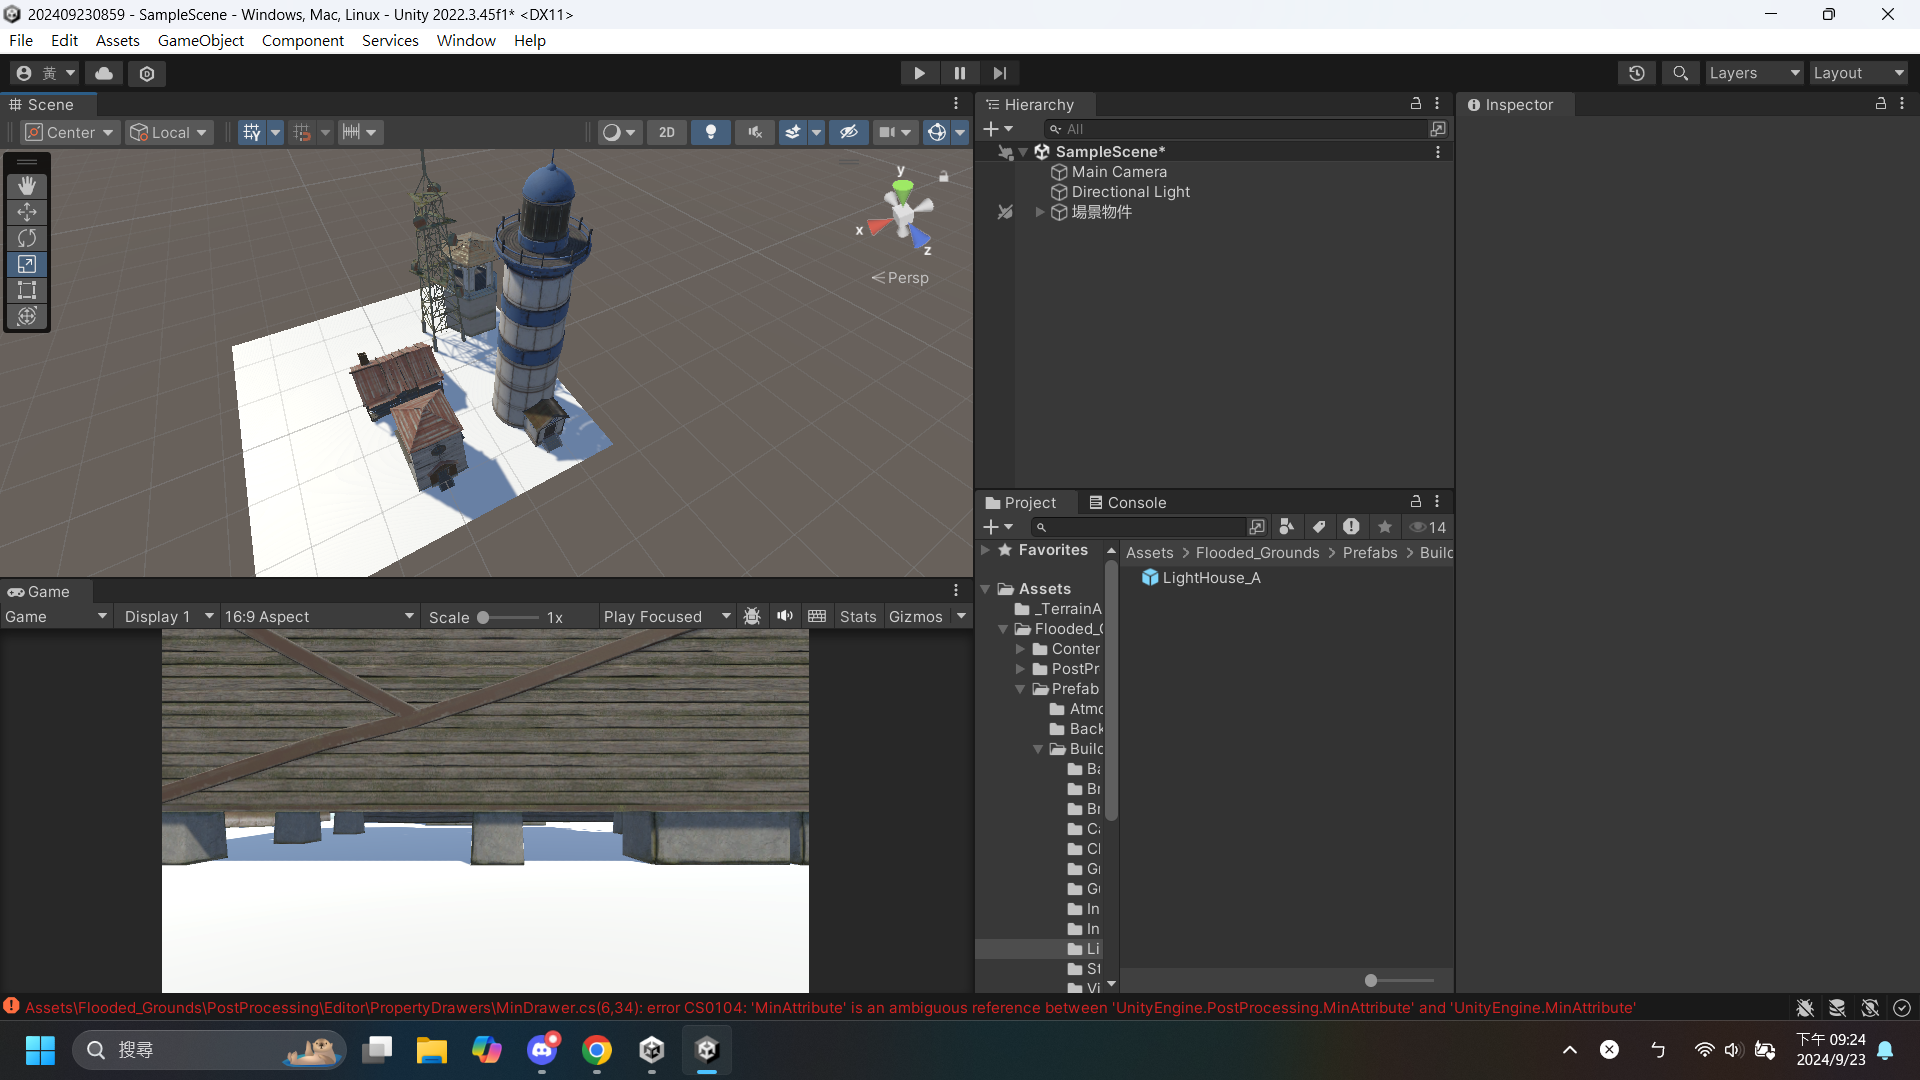 202409230859 - SampleScene - Windows, Mac, Linux - Unity 2022.3.45f1* <DX11>
File Edit Assets GameObject Component Services Window Help
黃 Layers Layout
Scene
Center Local 2D
y
x
z
Persp
Game
Game Display 1 16:9 Aspect Scale 1x Play Focused Stats Gizmos
Hierarchy
All
SampleScene*
Main Camera
Directional Light
場景物件
Project Console
14
Favorites
Assets
_TerrainA
Flooded_G
Conter
PostPr
Prefab
Atmo
Back
Build
Ba
Br
Br
Ca
Cl
Gr
Gu
In
In
Li
St
Vi
Assets > Flooded_Grounds > Prefabs > Build
LightHouse_A
Inspector
Assets\Flooded_Grounds\PostProcessing\Editor\PropertyDrawers\MinDrawer.cs(6,34): error CS0104: 'MinAttribute' is an ambiguous reference between 'UnityEngine.PostProcessing.MinAttribute' and 'UnityEngine.MinAttribute'
搜尋
ㄅ
下午 09:24
2024/9/23